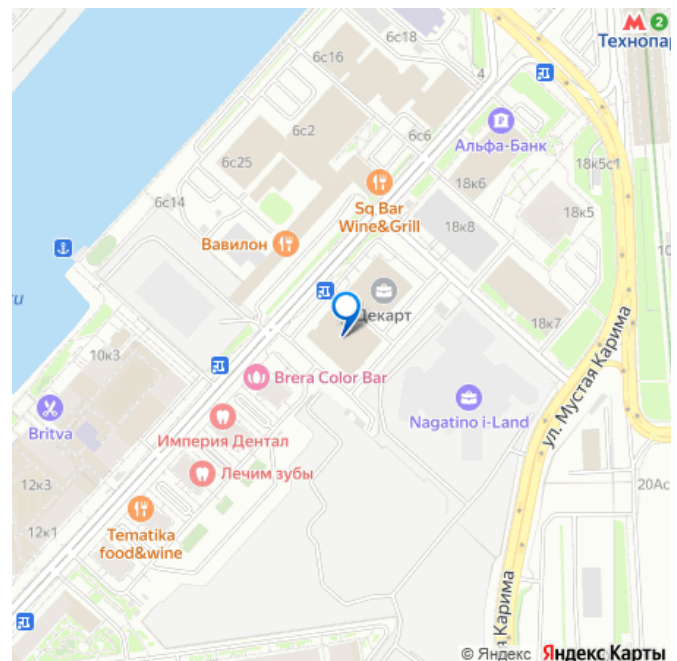 6с18
6с16
2
Технопар
4
6с2
6с6
Альфа-Банк
18к5с1
6с25
18к6
6с14
Sq Bar
Wine&Grill
18к8
18к5
Вавилон
10
Декарт
18к7
10к3
Brera Color Bar
ул. Мустая Карима
Britva
Империя Дентал
Nagatino i-Land
Лечим зубы
12к3
20Ас
12к1
Tematika
food&wine
я Карима
© Яндекс Яндекс Карты